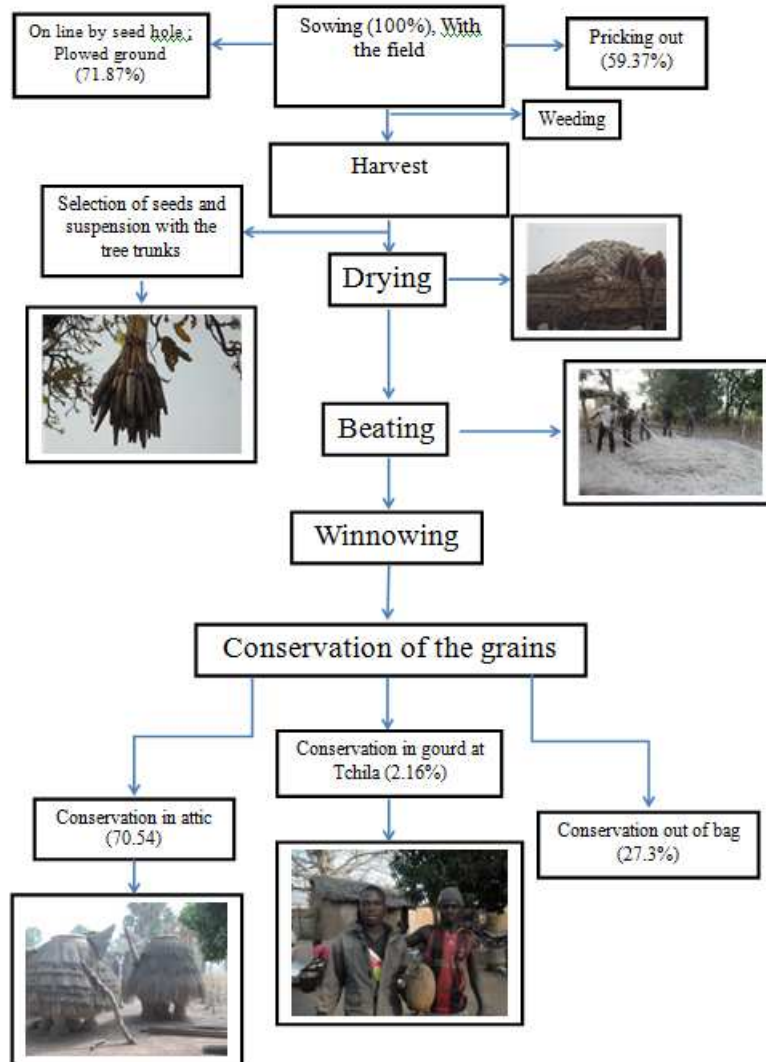 On line by seed hole ;
Plowed ground
(71.87%)
Sowing (100%), With
the field
Pricking out
(59.37%)
Weeding
Harvest
Selection of seeds and
suspension with the
tree trunks
Drying
Beating
Winnowing
Conservation of the grains
Conservation in gourd at
Tchila (2.16%)
Conservation in attic
(70.54)
Conservation out of bag
(27.3%)